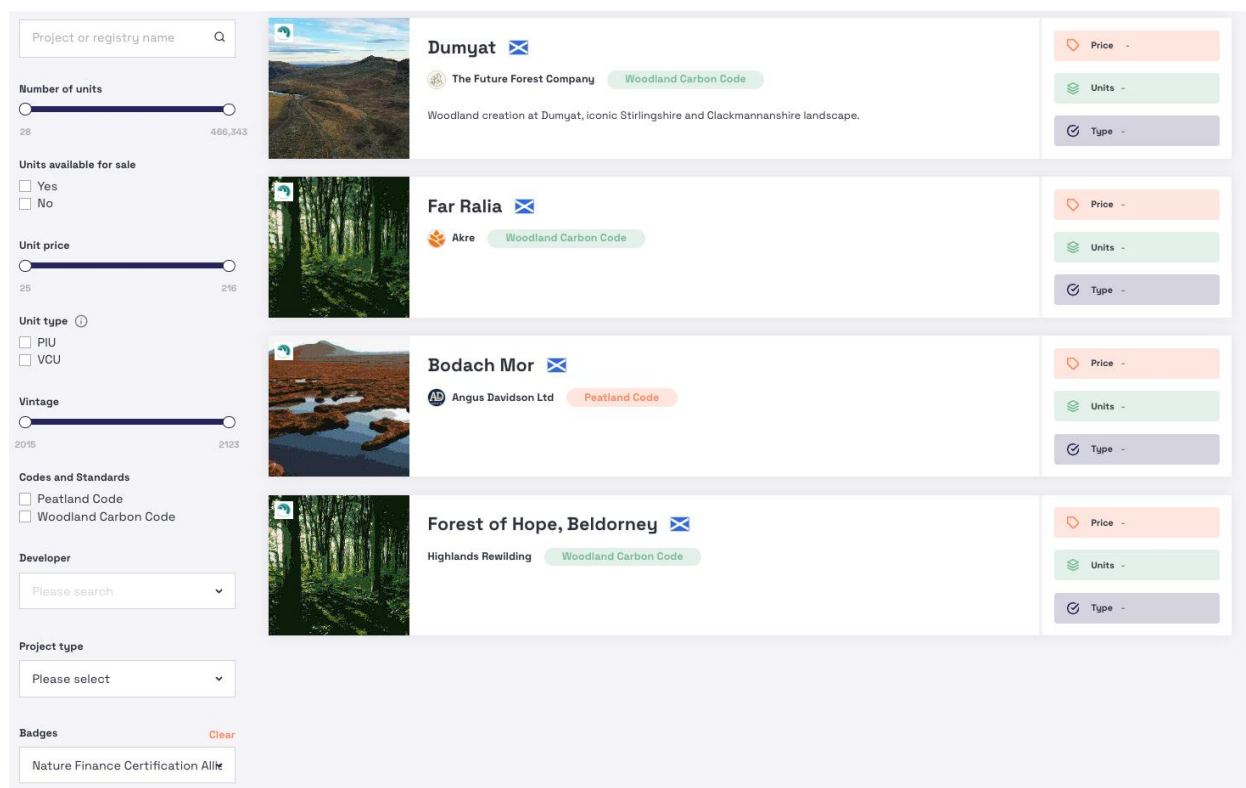 Project or registry name
Number of units
28 466,343
Units available for sale
Yes
No
Unit price
25 216
Unit type
PIU
VCU
Vintage
2015 2123
Codes and Standards
Peatland Code
Woodland Carbon Code
Developer
Please search
Project type
Please select
Badges Clear
Nature Finance Certification Allia
Dumyat
The Future Forest Company Woodland Carbon Code
Woodland creation at Dumyat, iconic Stirlingshire and Clackmannanshire landscape.
Price -
Units -
Type -
Far Ralia
Akre Woodland Carbon Code
Price -
Units -
Type -
Bodach Mor
AD Angus Davidson Ltd Peatland Code
Price -
Units -
Type -
Forest of Hope, Beldorney
Highlands Rewilding Woodland Carbon Code
Price -
Units -
Type -